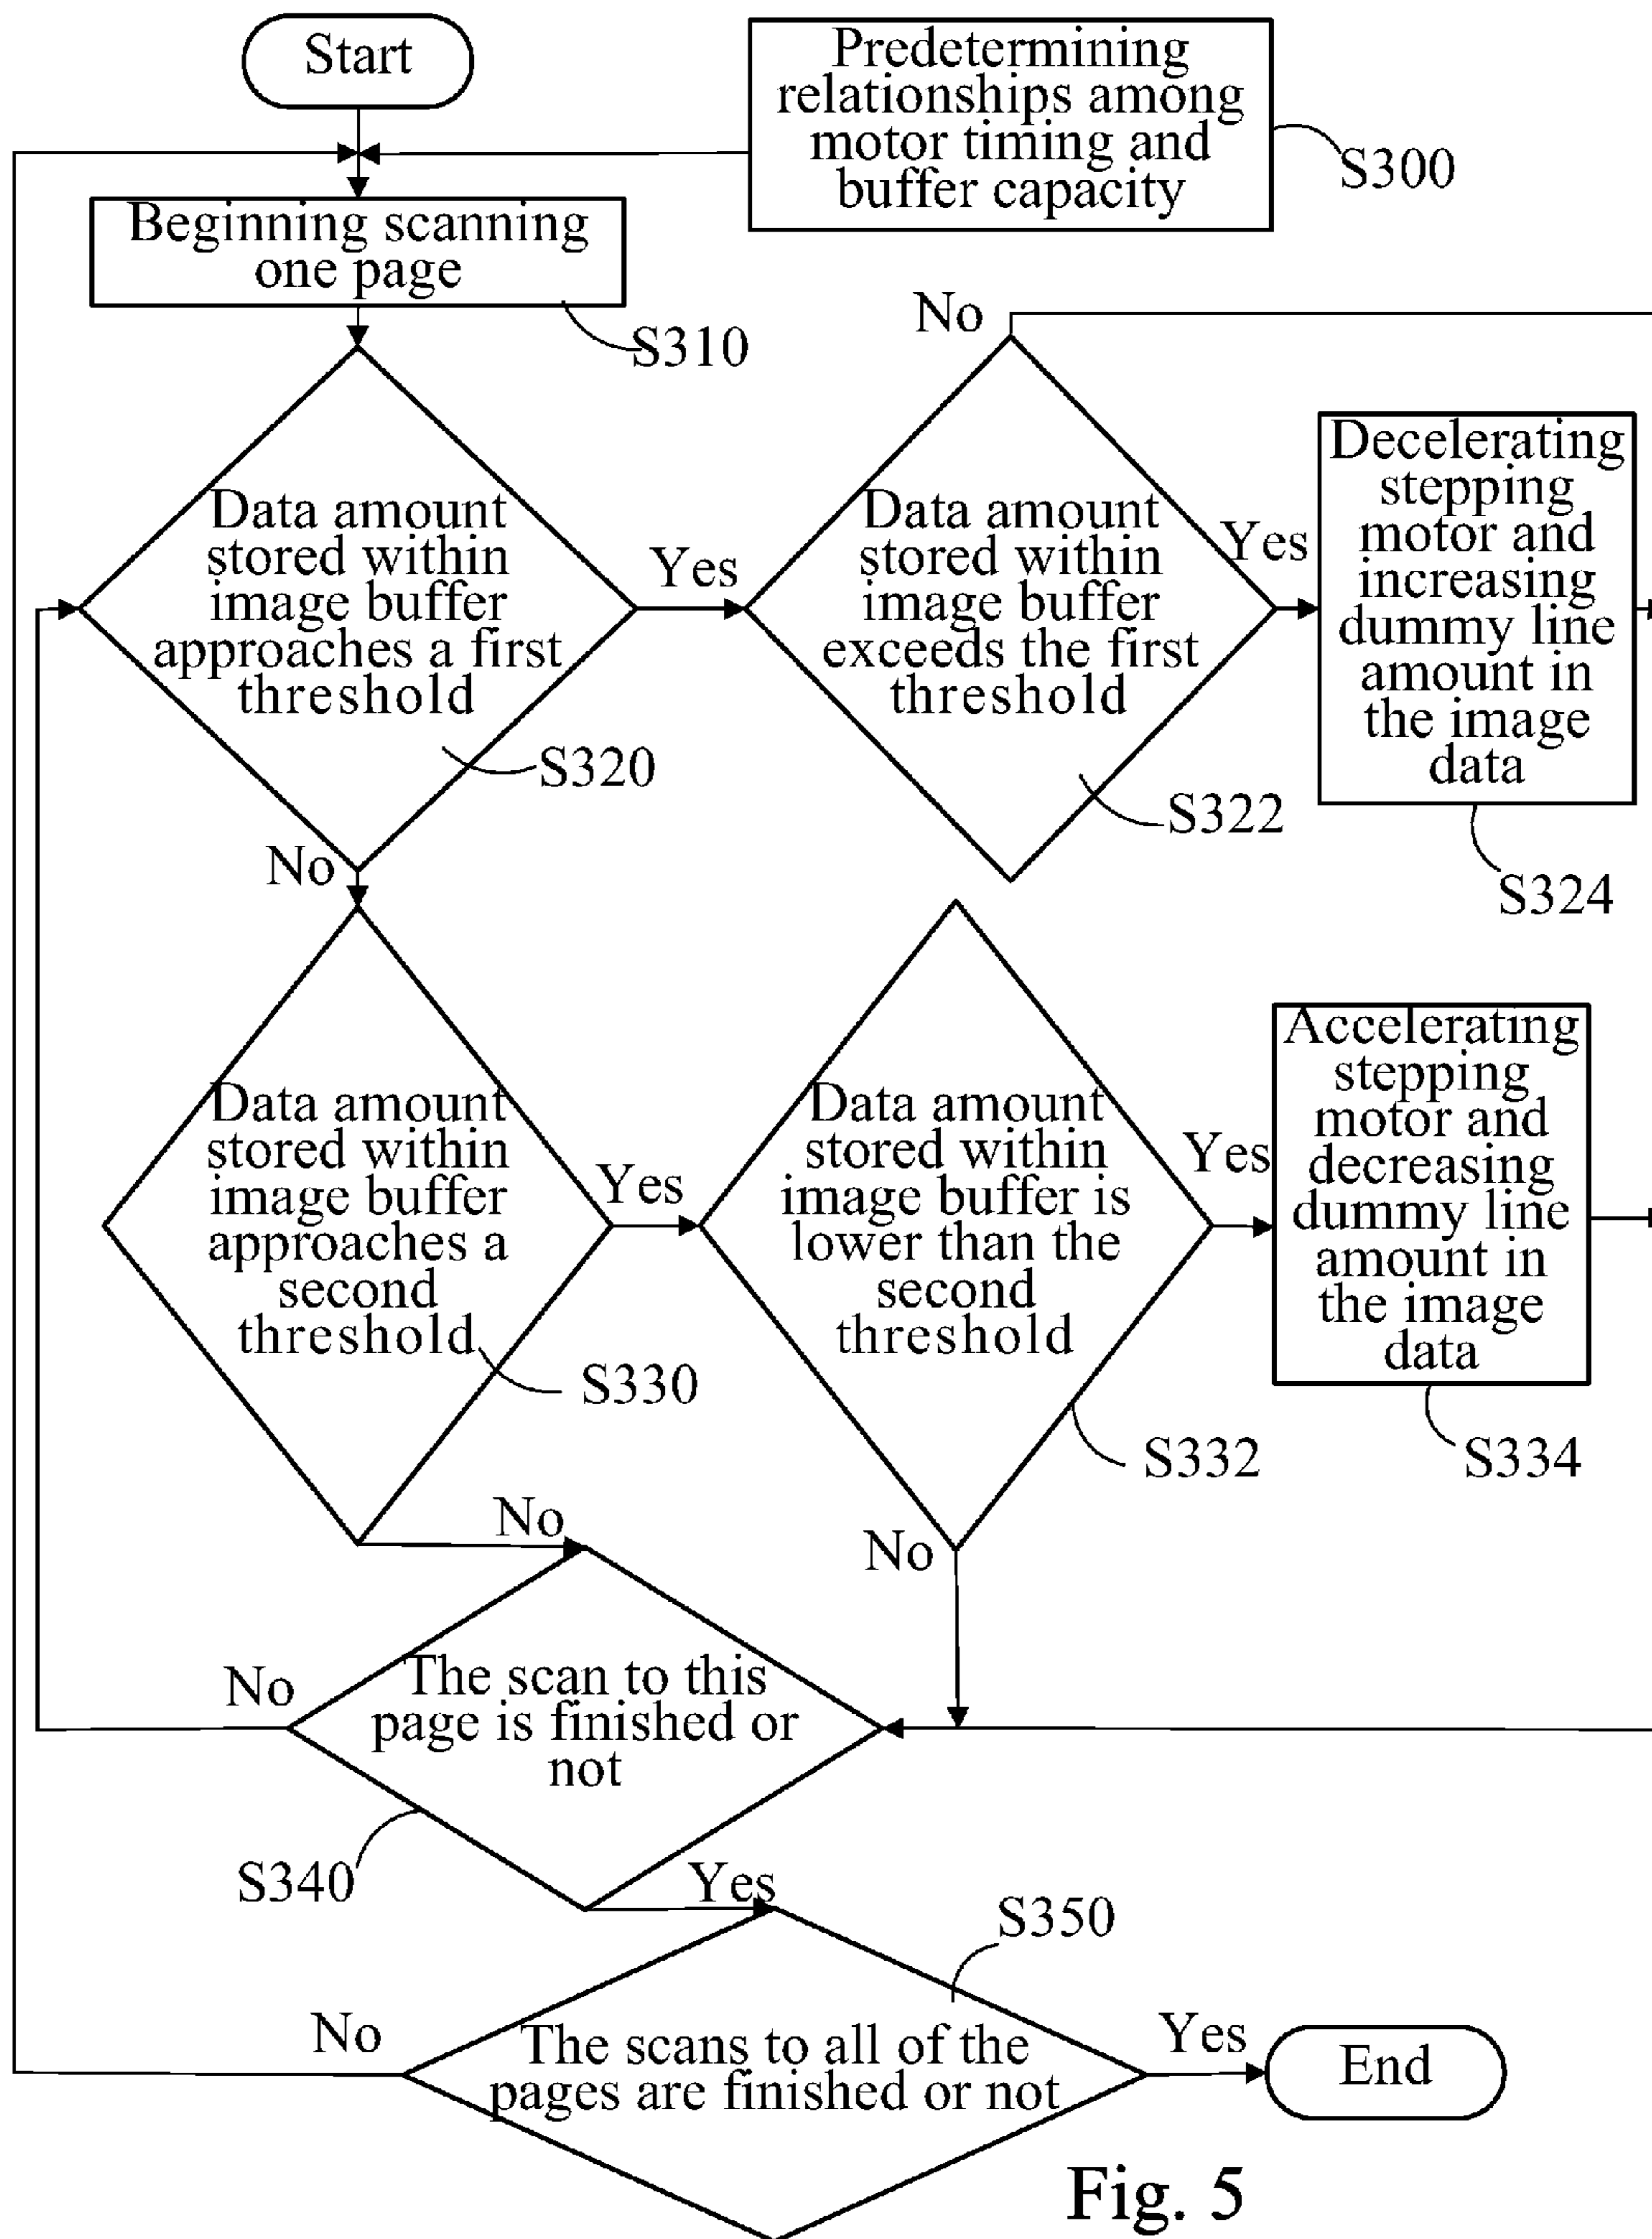 Start
Predetermining
relationships among
motor timing and
buffer capacity
S300
Beginning scanning
one page
S310
No
Data amount
stored within
image buffer
approaches a first
threshold
Yes
S320
Data amount
stored within
image buffer
exceeds the first
threshold
Yes
S322
Decelerating
stepping
motor and
increasing
dummy line
amount in
the image
data
S324
No
Data amount
stored within
image buffer
approaches a
second
threshold
Yes
S330
Data amount
stored within
image buffer is
lower than the
second
threshold
Yes
S332
Accelerating
stepping
motor and
decreasing
dummy line
amount in
the image
data
S334
No
No
No
The scan to this
page is finished or
not
S340
Yes
S350
No
The scans to all of the
pages are finished or not
Yes
End
Fig. 5